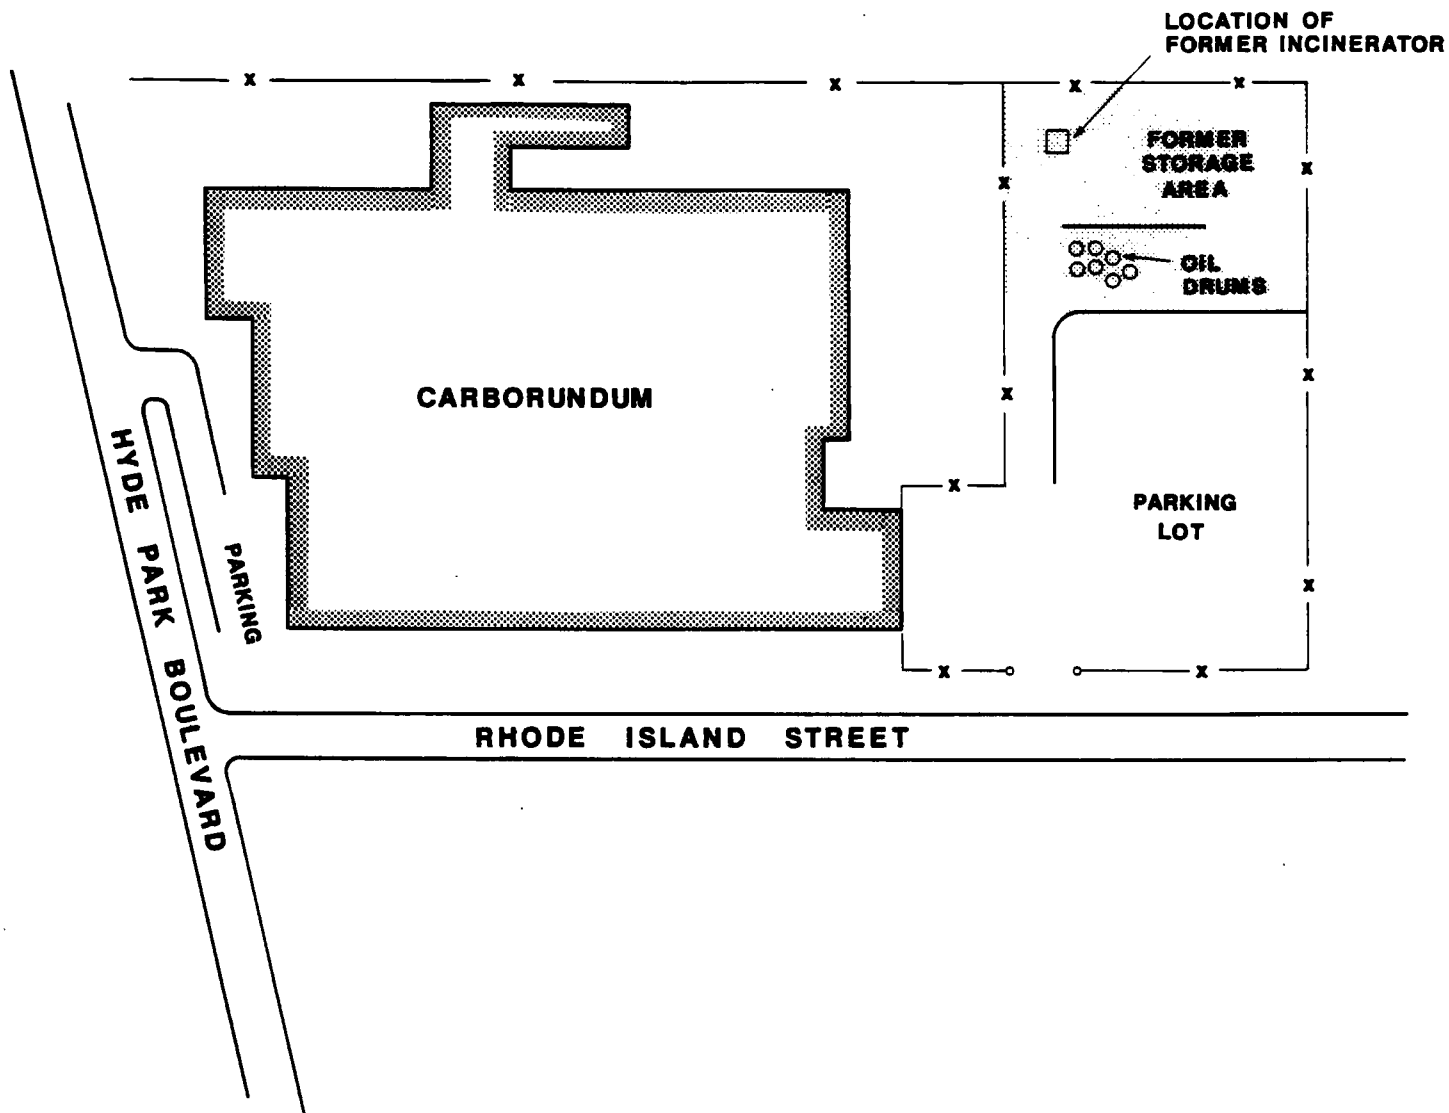 LOCATION OF
FORMER INCINERATOR
FORMER
STORAGE
AREA
OIL
DRUMS
CARBORUNDUM
PARKING
LOT
PARKING
HYDE PARK BOULEVARD
RHODE ISLAND STREET